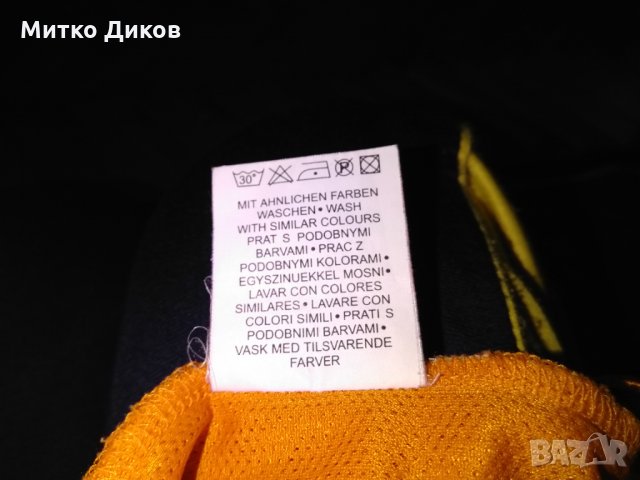 Митко Диков
30°
P
MIT AHNLICHEN FARBEN
WASCHEN • WASH
WITH SIMILAR COLOURS
PRAT S PODOBNYMI
BARVAMI • PRAC Z
PODOBNYMI KOLORAMI •
EGYSZINUEKKEL MOSNI •
LAVAR CON COLORES
SIMILARES • LAVARE CON
COLORI SIMILI • PRATI S
PODOBNIMI BARVAMI •
VASK MED TILSVARENDE
FARVER
BAZAR